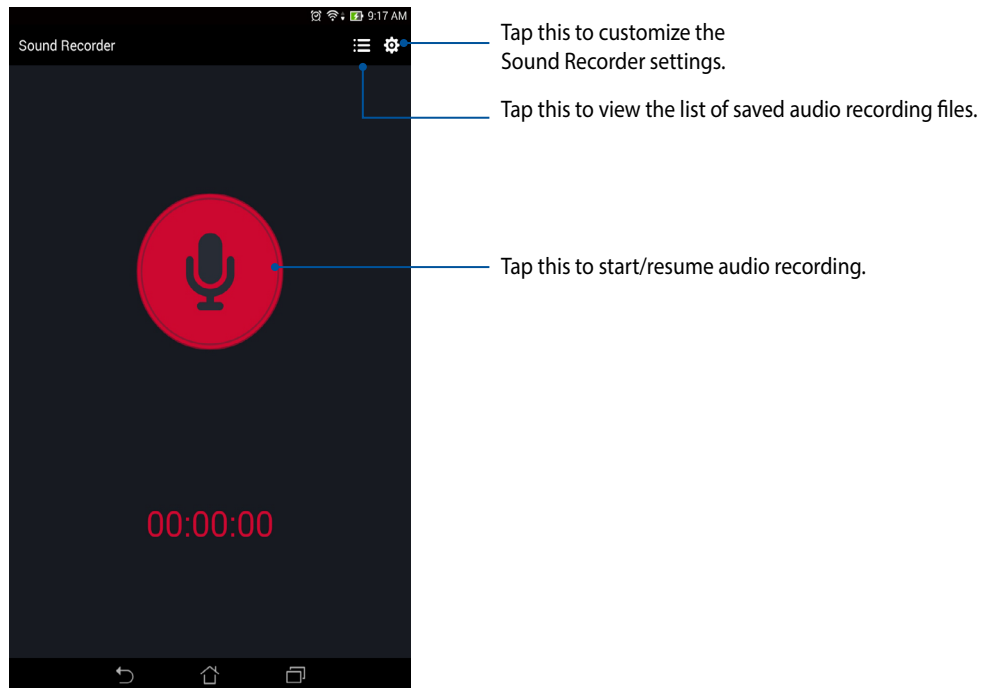 9:17 AM
Sound Recorder
Tap this to customize the
Sound Recorder settings.
Tap this to view the list of saved audio recording files.
Tap this to start/resume audio recording.
00:00:00